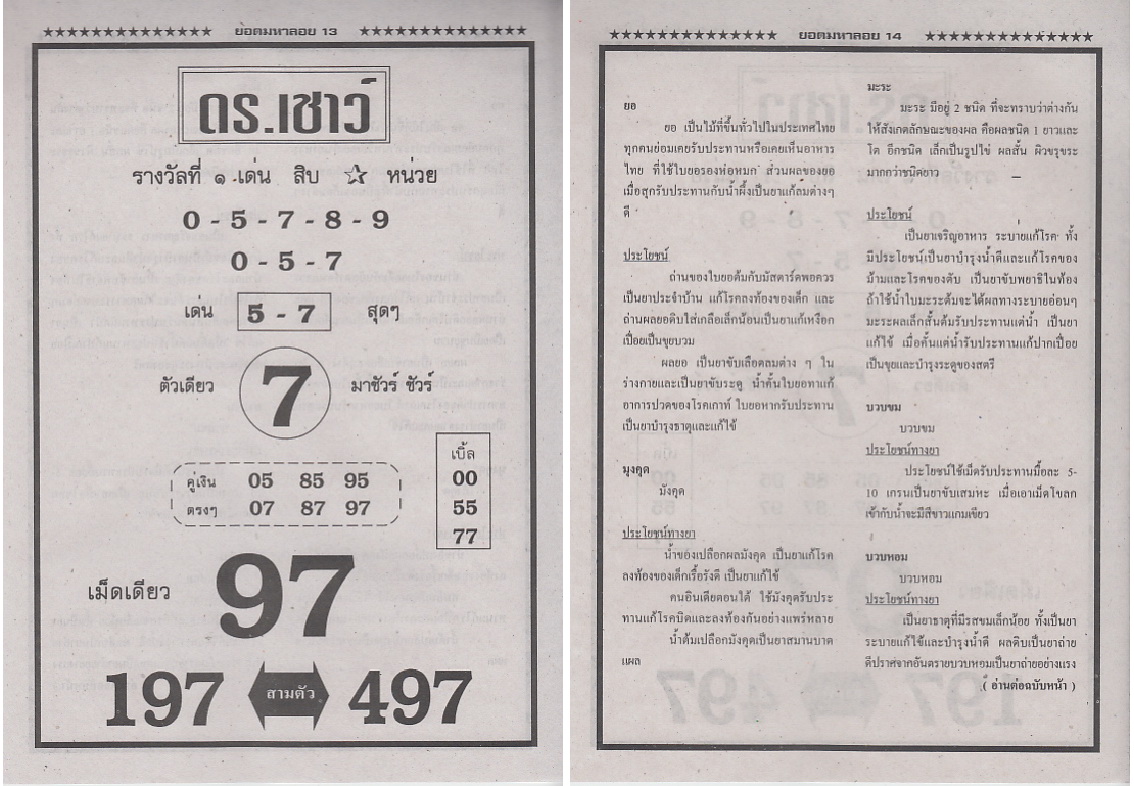 ★★★★★★★★★★★★★★ ยอดมหาลอย 13 ★★★★★★★★★★★★★★
ดร.เชาว์
รางวัลที่ ๑ เด่น สิบ ☆ หน่วย
0 - 5 - 7 - 8 - 9
0 - 5 - 7
เด่น 5 - 7 สุดๆ
ตัวเดียว 7 มาชัวร์ ชัวร์
เบิ้ล
00
55
77
คู่เงิน 05 85 95
ตรงๆ 07 87 97
เม็ดเดียว 97
197 สามตัว 497
★★★★★★★★★★★★★★ ยอดมหาลอย 14 ★★★★★★★★★★★★★★
ยอ
ยอ เป็นไม้ที่ขึ้นทั่วไปในประเทศไทย
ทุกคนย่อมเคยรับประทานหรือเคยเห็นอาหาร
ไทย ที่ใช้ใบยอรองห่อหมก ส่วนผลของยอ
เมื่อสุกรับประทานกับน้ำผึ้งเป็นยาแก้ลมต่างๆ
ดี
ประโยชน์
ถ่านของใบยอต้มกับมัสตาร์ดพอควร
เป็นยาประจำบ้าน แก้โรคลงท้องของเด็ก และ
ถ่านผลยอดิบใส่เกลือเล็กน้อนเป็นยาแก้เหงือก
เปื่อยเป็นขุยบวม
ผลยอ เป็นยาขับเลือดลมต่าง ๆ ใน
ร่างกายและเป็นยาขับระดู น้ำคั้นใบยอทาแก้
อาการปวดของโรคเกาท์ ใบยอหากรับประทาน
เป็นยาบำรุงธาตุและแก้ไข้
มุงคุด
มังคุด
ประโยชน์ทางยา
น้ำของเปลือกผลมังคุด เป็นยาแก้โรค
ลงท้องของเด็กเรื้อรังดี เป็นยาแก้ไข้
คนอินเดียตอนใต้ ใช้มังคุดรับประ
ทานแก้โรคบิดและลงท้องกันอย่างแพร่หลาย
น้ำต้มเปลือกมังคุดเป็นยาสมานบาด
แผล
มะระ
มะระ มีอยู่ 2 ชนิด ที่จะทราบว่าต่างกัน
ให้สังเกตลักษณะของผล คือผลชนิด 1 ยาวและ
โต อีกชนิด เล็กเป็นรูปไข่ ผลสั้น ผิวขรุขระ
มากกว่าชนิดยาว
ประโยชน์
เป็นยาเจริญอาหาร ระบายแก้โรค ทั้ง
มีประโยชน์เป็นยาบำรุงน้ำดีและแก้โรคของ
ม้ามและโรคของตับ เป็นยาขับพยาธิในท้อง
ถ้าใช้น้ำใบมะระต้มจะได้ผลทางระบายอ่อนๆ
มะระผลเล็กสั้นต้มรับประทานแต่น้ำ เป็นยา
แก้ไข้ เมื่อคั้นแต่น้ำรับประทานแก้ปากเปื่อย
เป็นขุยและบำรุงระดูของสตรี
บวบขม
บวบขม
ประโยชน์ทางยา
ประโยชน์ใช้เม็ดรับประทานมื้อละ 5-
10 เกรนเป็นยาขับเสมหะ เมื่อเอาเม็ดโขลก
เข้ากับน้ำจะมีสีขาวแกมเขียว
บวบหอม
บวบหอม
ประโยชน์ทางยา
เป็นยาธาตุที่มีรสขมเล็กน้อย ทั้งเป็นยา
ระบายแก้ไข้และบำรุงน้ำดี ผลดิบเป็นยาถ่าย
ดีปราศจากอันตรายบวบหอมเป็นยาถ่ายอย่างแรง
( อ่านต่อฉบับหน้า )